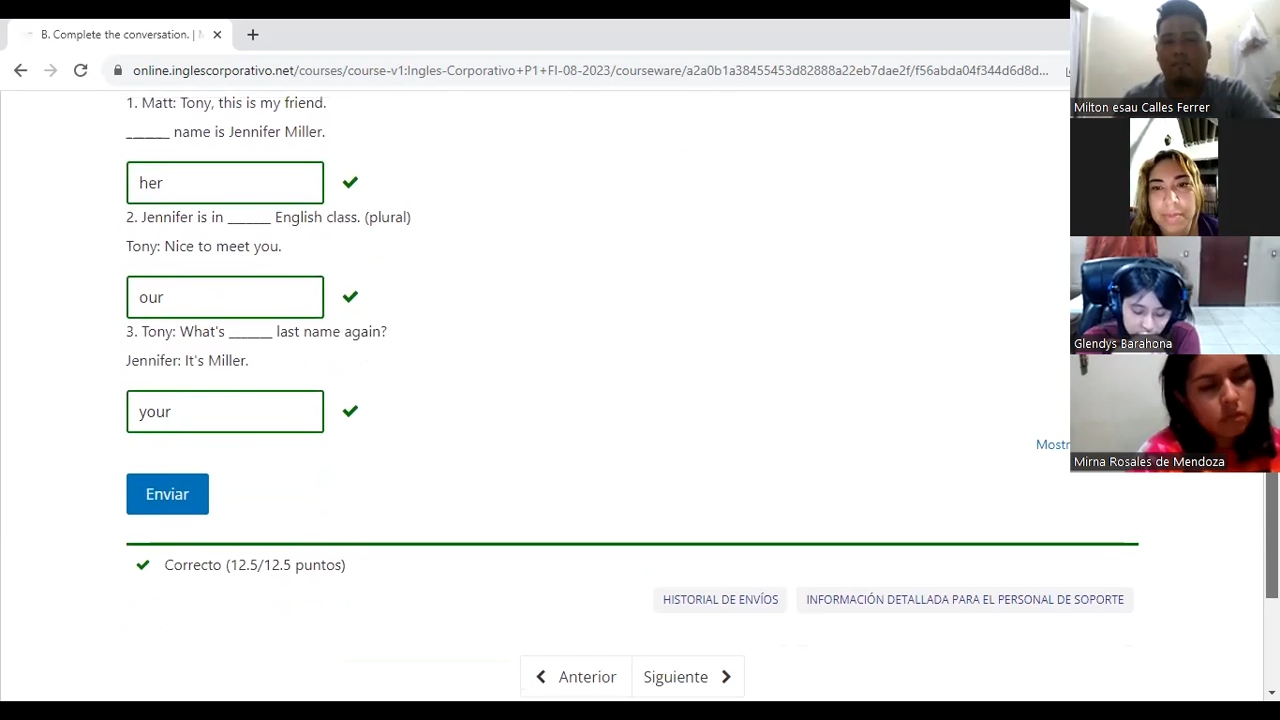 B. Complete the conversation. |
online.inglescorporativo.net/courses/course-v1:Ingles-Corporativo+P1+FI-08-2023/courseware/a2a0b1a38455453d82888a22eb7dae2f/f56abda04f344d6d8d...
1. Matt: Tony, this is my friend.
______ name is Jennifer Miller.
her
2. Jennifer is in ______ English class. (plural)
Tony: Nice to meet you.
our
3. Tony: What's ______ last name again?
Jennifer: It's Miller.
your
Mostr
Enviar
Correcto (12.5/12.5 puntos)
HISTORIAL DE ENVÍOS
INFORMACIÓN DETALLADA PARA EL PERSONAL DE SOPORTE
Anterior
Siguiente
Milton esau Calles Ferrer
Glendys Barahona
Mirna Rosales de Mendoza